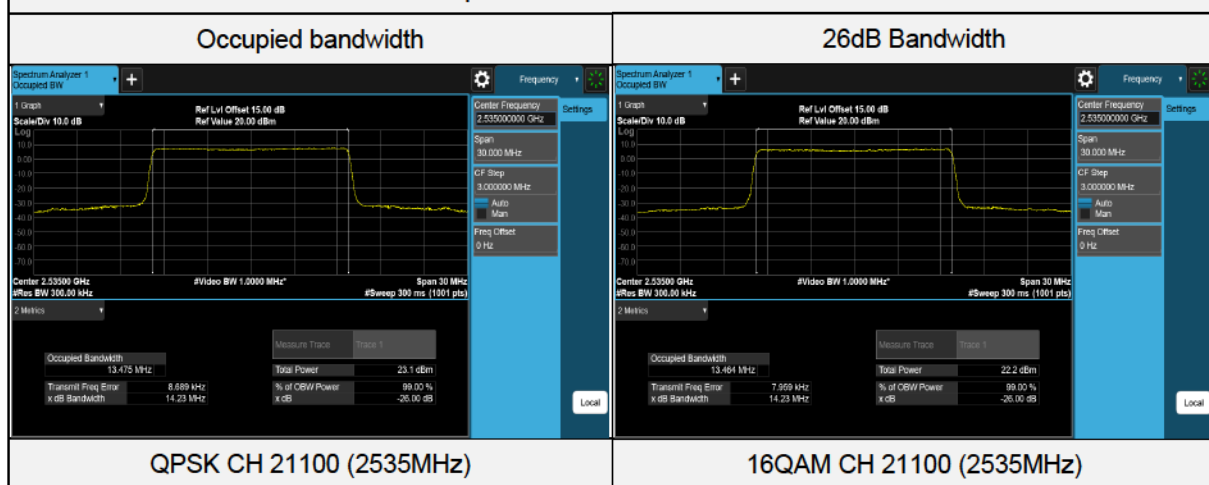 Occupied bandwidth
26dB Bandwidth
Spectrum Analyzer 1
Occupied BW
+
Frequency
1 Graph
Scale/Div 10.0 dB
Ref Lvl Offset 15.00 dB
Ref Value 20.00 dBm
Log
10.0
0.00
-10.0
-20.0
-30.0
-40.0
-50.0
-60.0
-70.0
Center 2.53500 GHz
#Res BW 300.00 kHz
#Video BW 1.0000 MHz*
Span 30 MHz
#Sweep 300 ms (1001 pts)
Center Frequency
2.535000000 GHz
Settings
Span
30.000 MHz
CF Step
3.000000 MHz
Auto
Man
Freq Offset
0 Hz
Local
2 Metrics
Measure Trace Trace 1
Occupied Bandwidth
13.475 MHz
Total Power 23.1 dBm
Transmit Freq Error 8.689 kHz
% of OBW Power 99.00 %
x dB Bandwidth 14.23 MHz
x dB -26.00 dB
QPSK CH 21100 (2535MHz)
Spectrum Analyzer 1
Occupied BW
+
Frequency
1 Graph
Scale/Div 10.0 dB
Ref Lvl Offset 15.00 dB
Ref Value 20.00 dBm
Log
10.0
0.00
-10.0
-20.0
-30.0
-40.0
-50.0
-60.0
-70.0
Center 2.53500 GHz
#Res BW 300.00 kHz
#Video BW 1.0000 MHz*
Span 30 MHz
#Sweep 300 ms (1001 pts)
Center Frequency
2.535000000 GHz
Settings
Span
30.000 MHz
CF Step
3.000000 MHz
Auto
Man
Freq Offset
0 Hz
Local
2 Metrics
Measure Trace Trace 1
Occupied Bandwidth
13.464 MHz
Total Power 22.2 dBm
Transmit Freq Error 7.959 kHz
% of OBW Power 99.00 %
x dB Bandwidth 14.23 MHz
x dB -26.00 dB
16QAM CH 21100 (2535MHz)